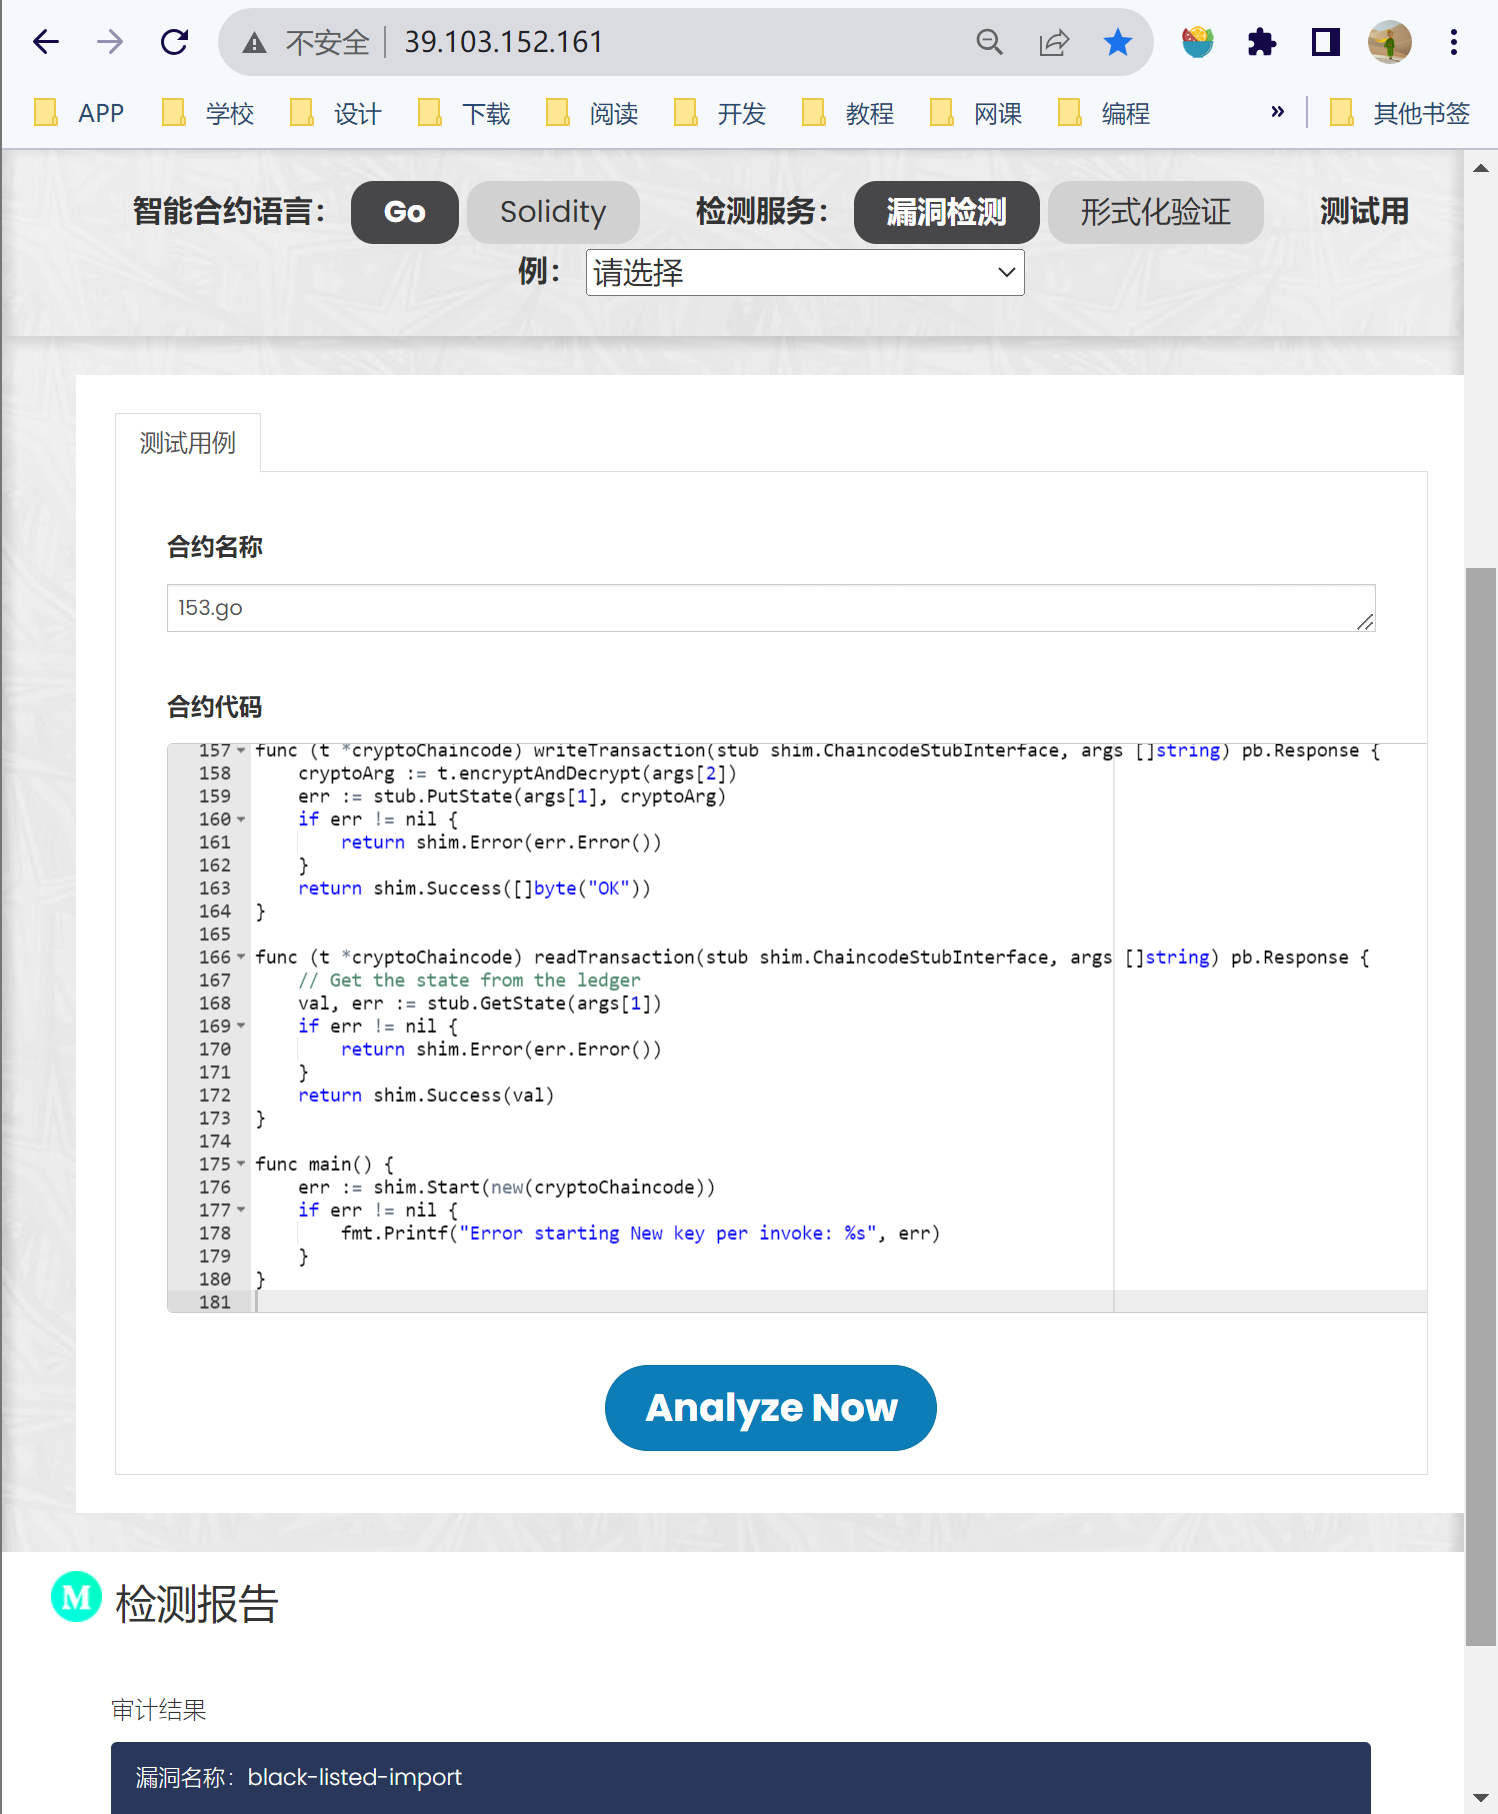 不安全 39.103.152.161
APP 学校 设计 下载 阅读 开发 教程 网课 编程 » 其他书签
智能合约语言： Go Solidity 检测服务： 漏洞检测 形式化验证 测试用
例： 请选择
测试用例
合约名称
153.go
合约代码
157 func (t *cryptoChaincode) writeTransaction(stub shim.ChaincodeStubInterface, args []string) pb.Response {
158 cryptoArg := t.encryptAndDecrypt(args[2])
159 err := stub.PutState(args[1], cryptoArg)
160 if err != nil {
161 return shim.Error(err.Error())
162 }
163 return shim.Success([]byte("OK"))
164 }
165
166 func (t *cryptoChaincode) readTransaction(stub shim.ChaincodeStubInterface, args []string) pb.Response {
167 // Get the state from the ledger
168 val, err := stub.GetState(args[1])
169 if err != nil {
170 return shim.Error(err.Error())
171 }
172 return shim.Success(val)
173 }
174
175 func main() {
176 err := shim.Start(new(cryptoChaincode))
177 if err != nil {
178 fmt.Printf("Error starting New key per invoke: %s", err)
179 }
180 }
181
Analyze Now
M 检测报告
审计结果
漏洞名称：black-listed-import